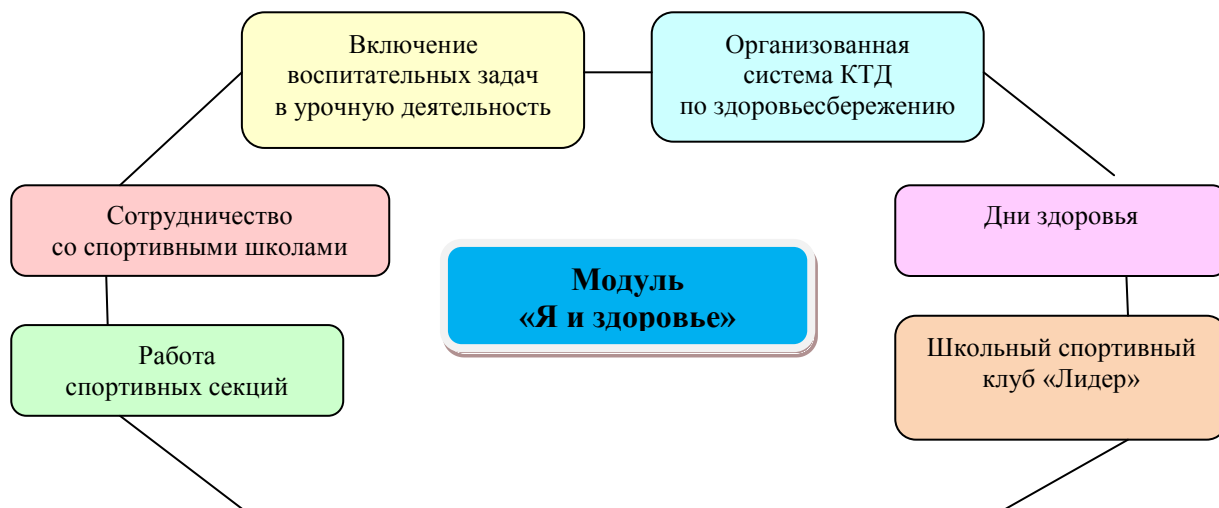 Включение
воспитательных задач
в урочную деятельность
Организованная
система КТД
по здоровьесбережению
Сотрудничество
со спортивными школами
Дни здоровья
Модуль
«Я и здоровье»
Работа
спортивных секций
Школьный спортивный
клуб «Лидер»